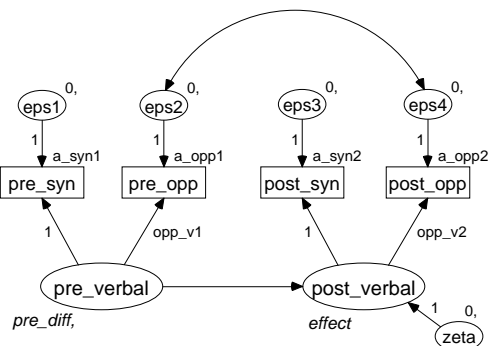 0, 0, 0, 0,
eps1 eps2 eps3 eps4
1 1 1 1
a_syn1 a_opp1 a_syn2 a_opp2
pre_syn pre_opp post_syn post_opp
1 opp_v1 1 opp_v2
pre_verbal post_verbal
pre_diff, effect 1 0,
zeta